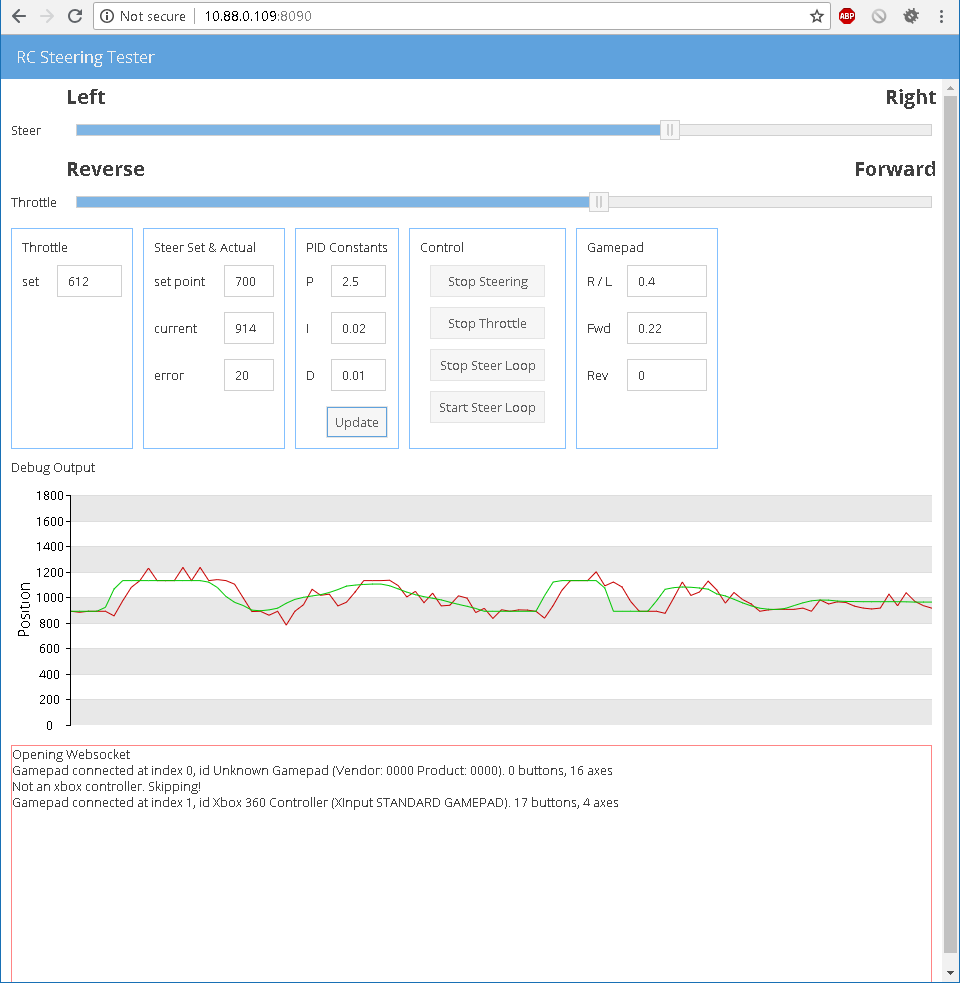 Not secure 10.88.0.109:8090 ABP
RC Steering Tester
Left Right
Steer
Reverse Forward
Throttle
Throttle
set 612
Steer Set & Actual
set point 700
current 914
error 20
PID Constants
P 2.5
I 0.02
D 0.01
Update
Control
Stop Steering
Stop Throttle
Stop Steer Loop
Start Steer Loop
Gamepad
R / L 0.4
Fwd 0.22
Rev 0
Debug Output
1800
1600
1400
1200
1000
800
600
400
200
0
Postion
Opening Websocket
Gamepad connected at index 0, id Unknown Gamepad (Vendor: 0000 Product: 0000). 0 buttons, 16 axes
Not an xbox controller. Skipping!
Gamepad connected at index 1, id Xbox 360 Controller (XInput STANDARD GAMEPAD). 17 buttons, 4 axes